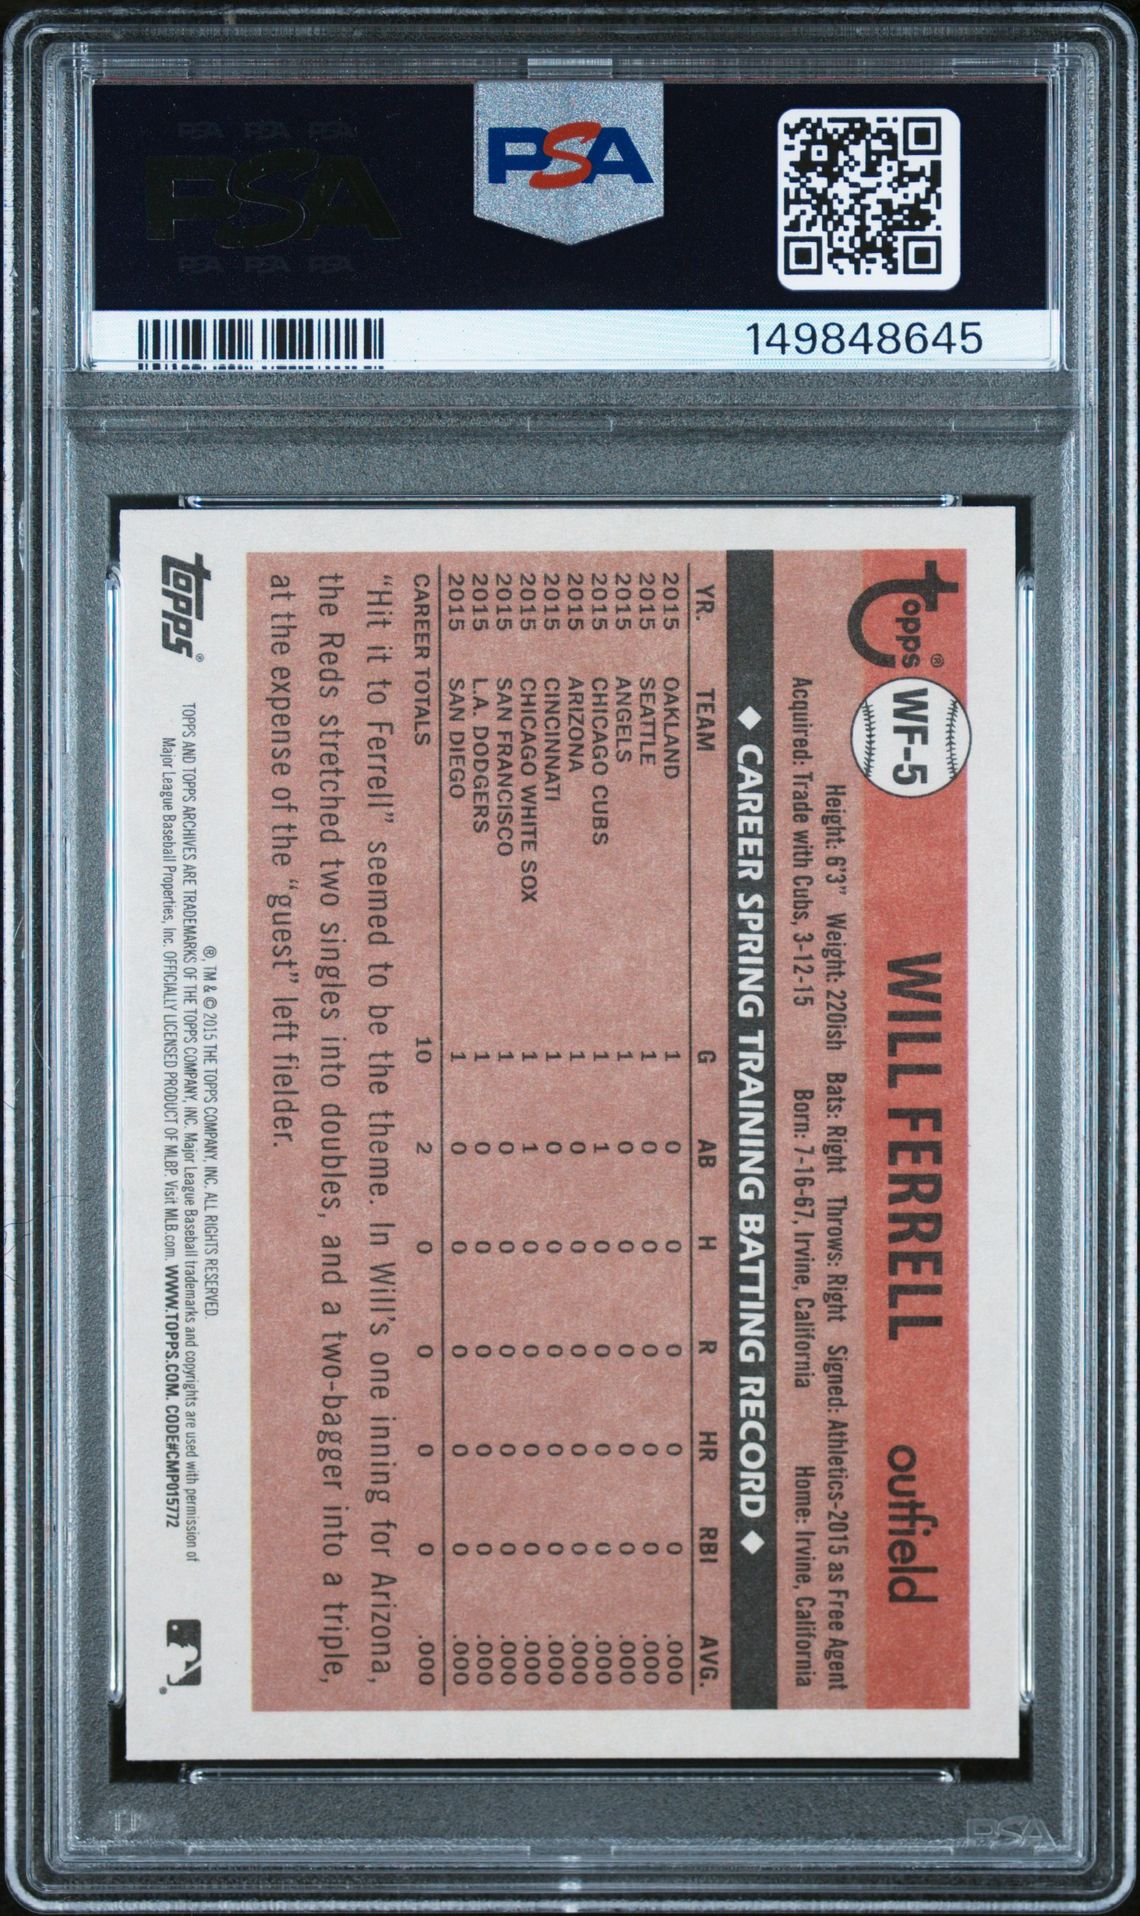 PSA PSA PSA
PSA
PSA PSA PSA
PSA
149848645
topps® WF-5 WILL FERRELL outfield
Height: 6'3" Weight: 220ish Bats: Right Throws: Right Signed: Athletics-2015 as Free Agent
Acquired: Trade with Cubs, 3-12-15 Born: 7-16-67, Irvine, California Home: Irvine, California
◆ CAREER SPRING TRAINING BATTING RECORD ◆
YR. TEAM G AB H R HR RBI AVG.
2015 OAKLAND 1 0 0 0 0 0 .000
2015 SEATTLE 1 0 0 0 0 0 .000
2015 ANGELS 1 0 0 0 0 0 .000
2015 CHICAGO CUBS 1 1 0 0 0 0 .000
2015 ARIZONA 1 0 0 0 0 0 .000
2015 CINCINNATI 1 0 0 0 0 0 .000
2015 CHICAGO WHITE SOX 1 1 0 0 0 0 .000
2015 SAN FRANCISCO 1 0 0 0 0 0 .000
2015 L.A. DODGERS 1 0 0 0 0 0 .000
2015 SAN DIEGO 1 0 0 0 0 0 .000
CAREER TOTALS 10 2 0 0 0 0 .000
“Hit it to Ferrell” seemed to be the theme. In Will’s one inning for Arizona,
the Reds stretched two singles into doubles, and a two-bagger into a triple,
at the expense of the “guest” left fielder.
topps®
®, TM & © 2015 THE TOPPS COMPANY, INC. ALL RIGHTS RESERVED.
TOPPS AND TOPPS ARCHIVES ARE TRADEMARKS OF THE TOPPS COMPANY, INC. Major League Baseball trademarks and copyrights are used with permission of
Major League Baseball Properties, Inc. OFFICIALLY LICENSED PRODUCT OF MLBP. Visit MLB.com. WWW.TOPPS.COM. CODE#CMP015772
®
PSA